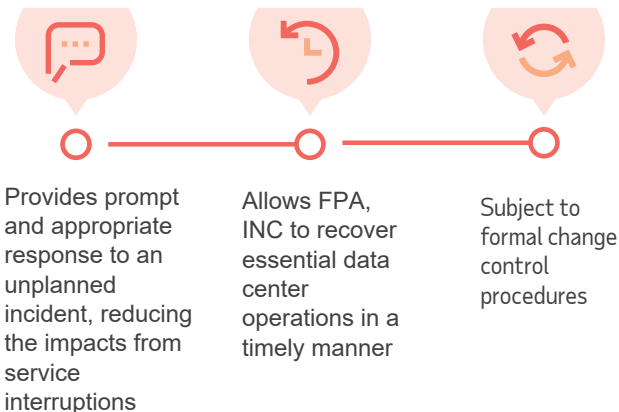 Provides prompt
and appropriate
response to an
unplanned
incident, reducing
the impacts from
service
interruptions
Allows FPA,
INC to recover
essential data
center
operations in a
timely manner
Subject to
formal change
control
procedures